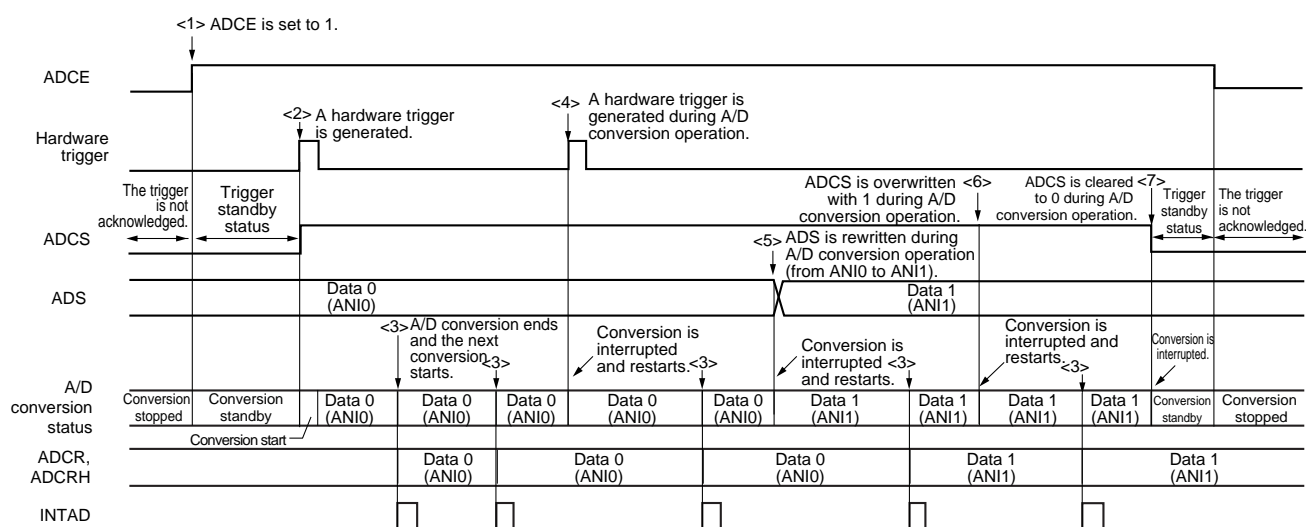 <1> ADCE is set to 1.
ADCE
<2> A hardware trigger
is generated.
<4> A hardware trigger is
generated during A/D
conversion operation.
Hardware
trigger
The trigger
is not
acknowledged.
Trigger
standby
status
ADCS is overwritten <6>
with 1 during A/D
conversion operation.
ADCS is cleared <7>
to 0 during A/D
conversion operation.
Trigger
standby
status
The trigger
is not
acknowledged.
ADCS
<5> ADS is rewritten during
A/D conversion operation
(from ANI0 to ANI1).
ADS
Data 0
(ANI0)
Data 1
(ANI1)
<3> A/D conversion ends
and the next
conversion
starts. <3>
Conversion is
interrupted
and restarts. <3>
Conversion is
interrupted <3>
and restarts.
Conversion is
interrupted and
restarts. <3>
Conversion is
interrupted.
A/D
conversion
status
Conversion
stopped
Conversion
standby
Conversion start
Data 0
(ANI0)
Data 0
(ANI0)
Data 0
(ANI0)
Data 0
(ANI0)
Data 0
(ANI0)
Data 1
(ANI1)
Data 1
(ANI1)
Data 1
(ANI1)
Data 1
(ANI1)
Conversion
standby
Conversion
stopped
ADCR,
ADCRH
Data 0
(ANI0)
Data 0
(ANI0)
Data 0
(ANI0)
Data 1
(ANI1)
Data 1
(ANI1)
INTAD